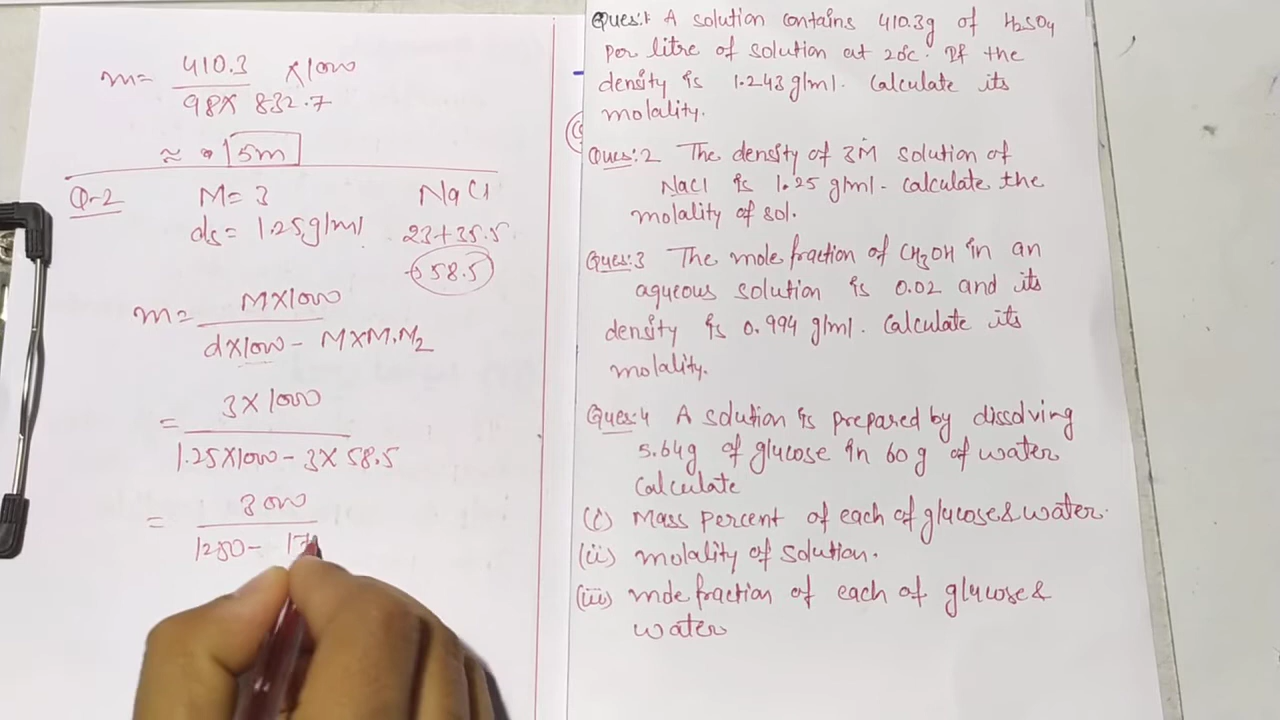 m= 410.3 ×1000
98× 832.7
≈ 5m
Q-2 M=3 NaCl
ds= 1.25g/ml 23+35.5
→58.5
m= M×1000
d×1000- M×M.M2
= 3×1000
1.25×1000-3×58.5
= 3000
1250- 17
Ques:1 A solution contains 410.3g of H2SO4
per litre of solution at 20°c. If the
density is 1.243 g/ml. Calculate its
molality.
Ques:2 The density of 3M solution of
NaCl is 1.25 g/ml. calculate the
molality of sol.
Ques:3 The mole fraction of CH3OH in an
aqueous solution is 0.02 and its
density is 0.994 g/ml. Calculate its
molality.
Ques:4 A solution is prepared by dissolving
5.64g of glucose in 60 g of water
Calculate
(i) Mass percent of each of glucose & water.
(ii) molality of solution.
(iii) mole fraction of each of glucose &
water